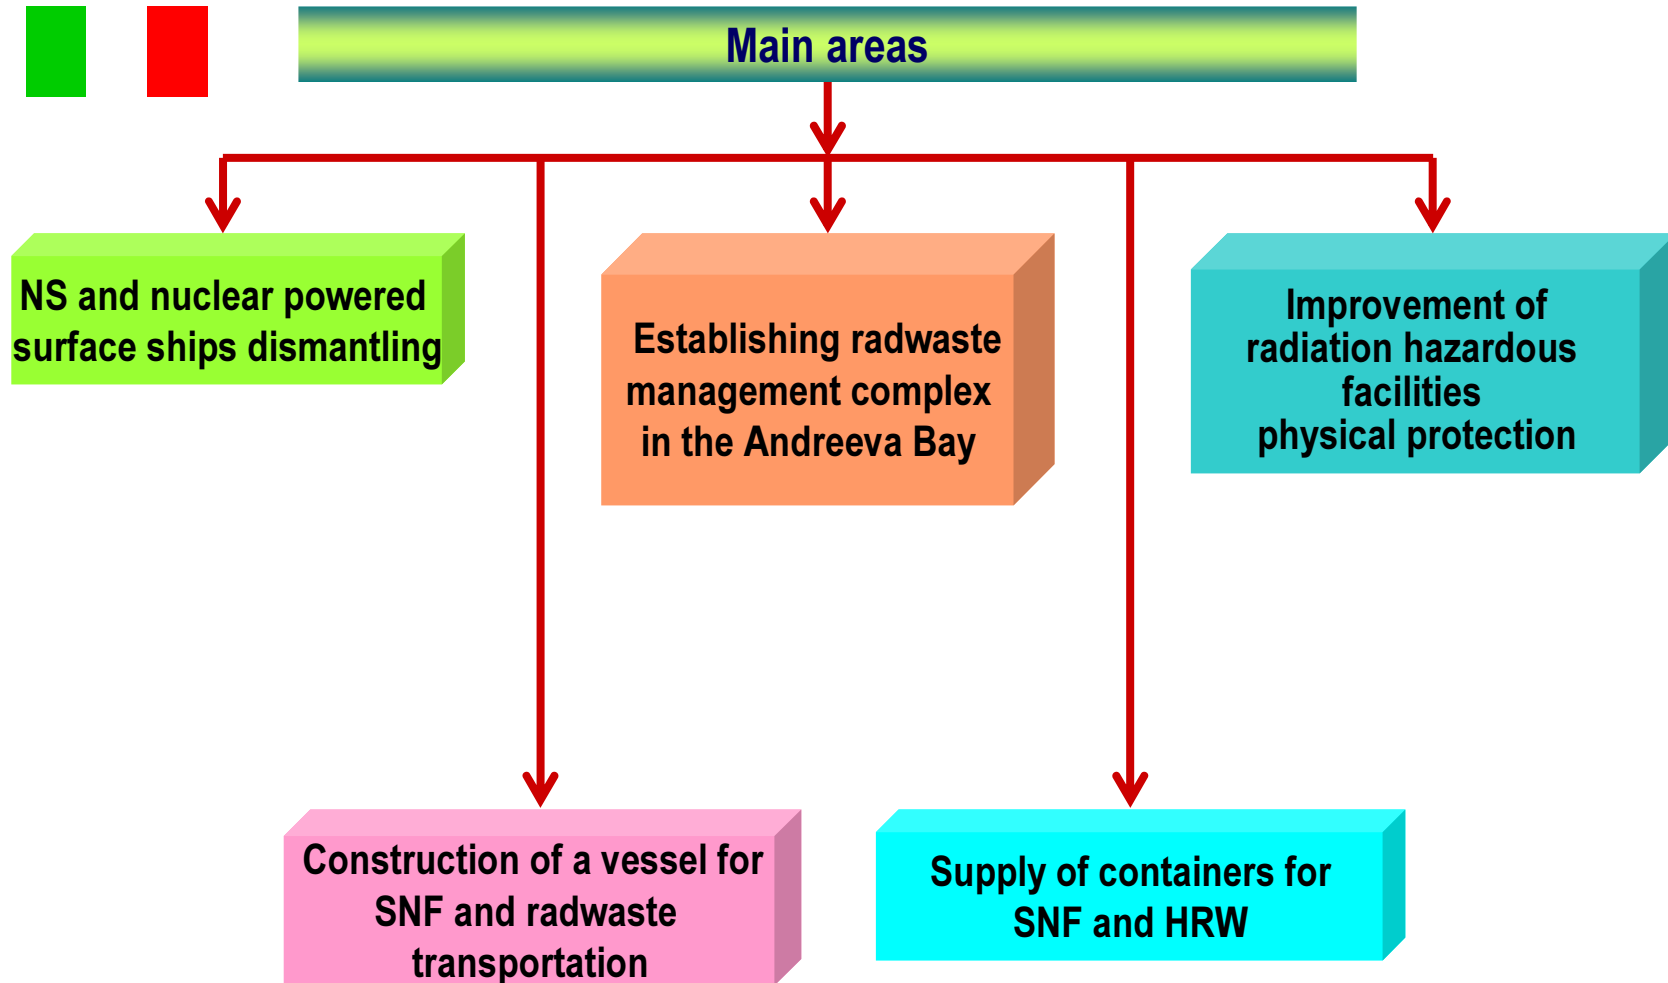 Main areas
NS and nuclear powered
surface ships dismantling
Establishing radwaste
management complex
in the Andreeva Bay
Improvement of
radiation hazardous
facilities
physical protection
Construction of a vessel for
SNF and radwaste
transportation
Supply of containers for
SNF and HRW